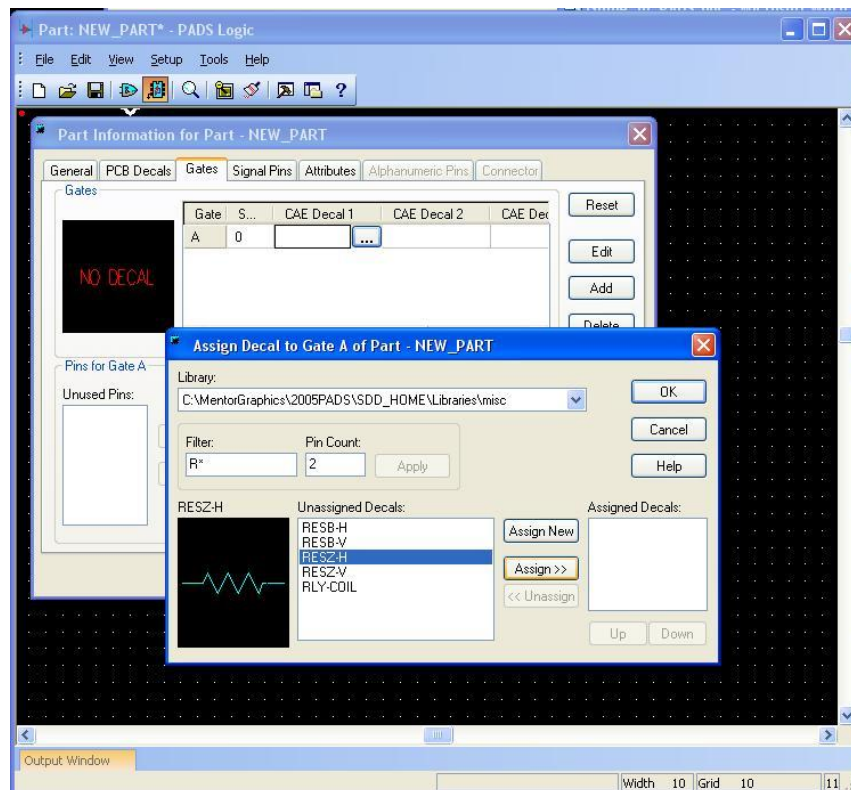 Part: NEW_PART* - PADS Logic
File Edit View Setup Tools Help
Part Information for Part - NEW_PART
General PCB Decals Gates Signal Pins Attributes Alphanumeric Pins Connector
Gates
Gate S... CAE Decal 1 CAE Decal 2 CAE Dec
A 0 ...
NO DECAL
Reset
Edit
Add
Delete
Pins for Gate A
Unused Pins:
Assign Decal to Gate A of Part - NEW_PART
Library:
C:\MentorGraphics\2005PADS\SDD_HOME\Libraries\misc
OK
Cancel
Help
Filter: Pin Count:
R* 2 Apply
RESZ-H Unassigned Decals: Assigned Decals:
RESB-H
RESB-V
RESZ-H
RESZ-V
RLY-COIL
Assign New
Assign >>
<< Unassign
Up Down
Output Window
Width 10 Grid 10 11